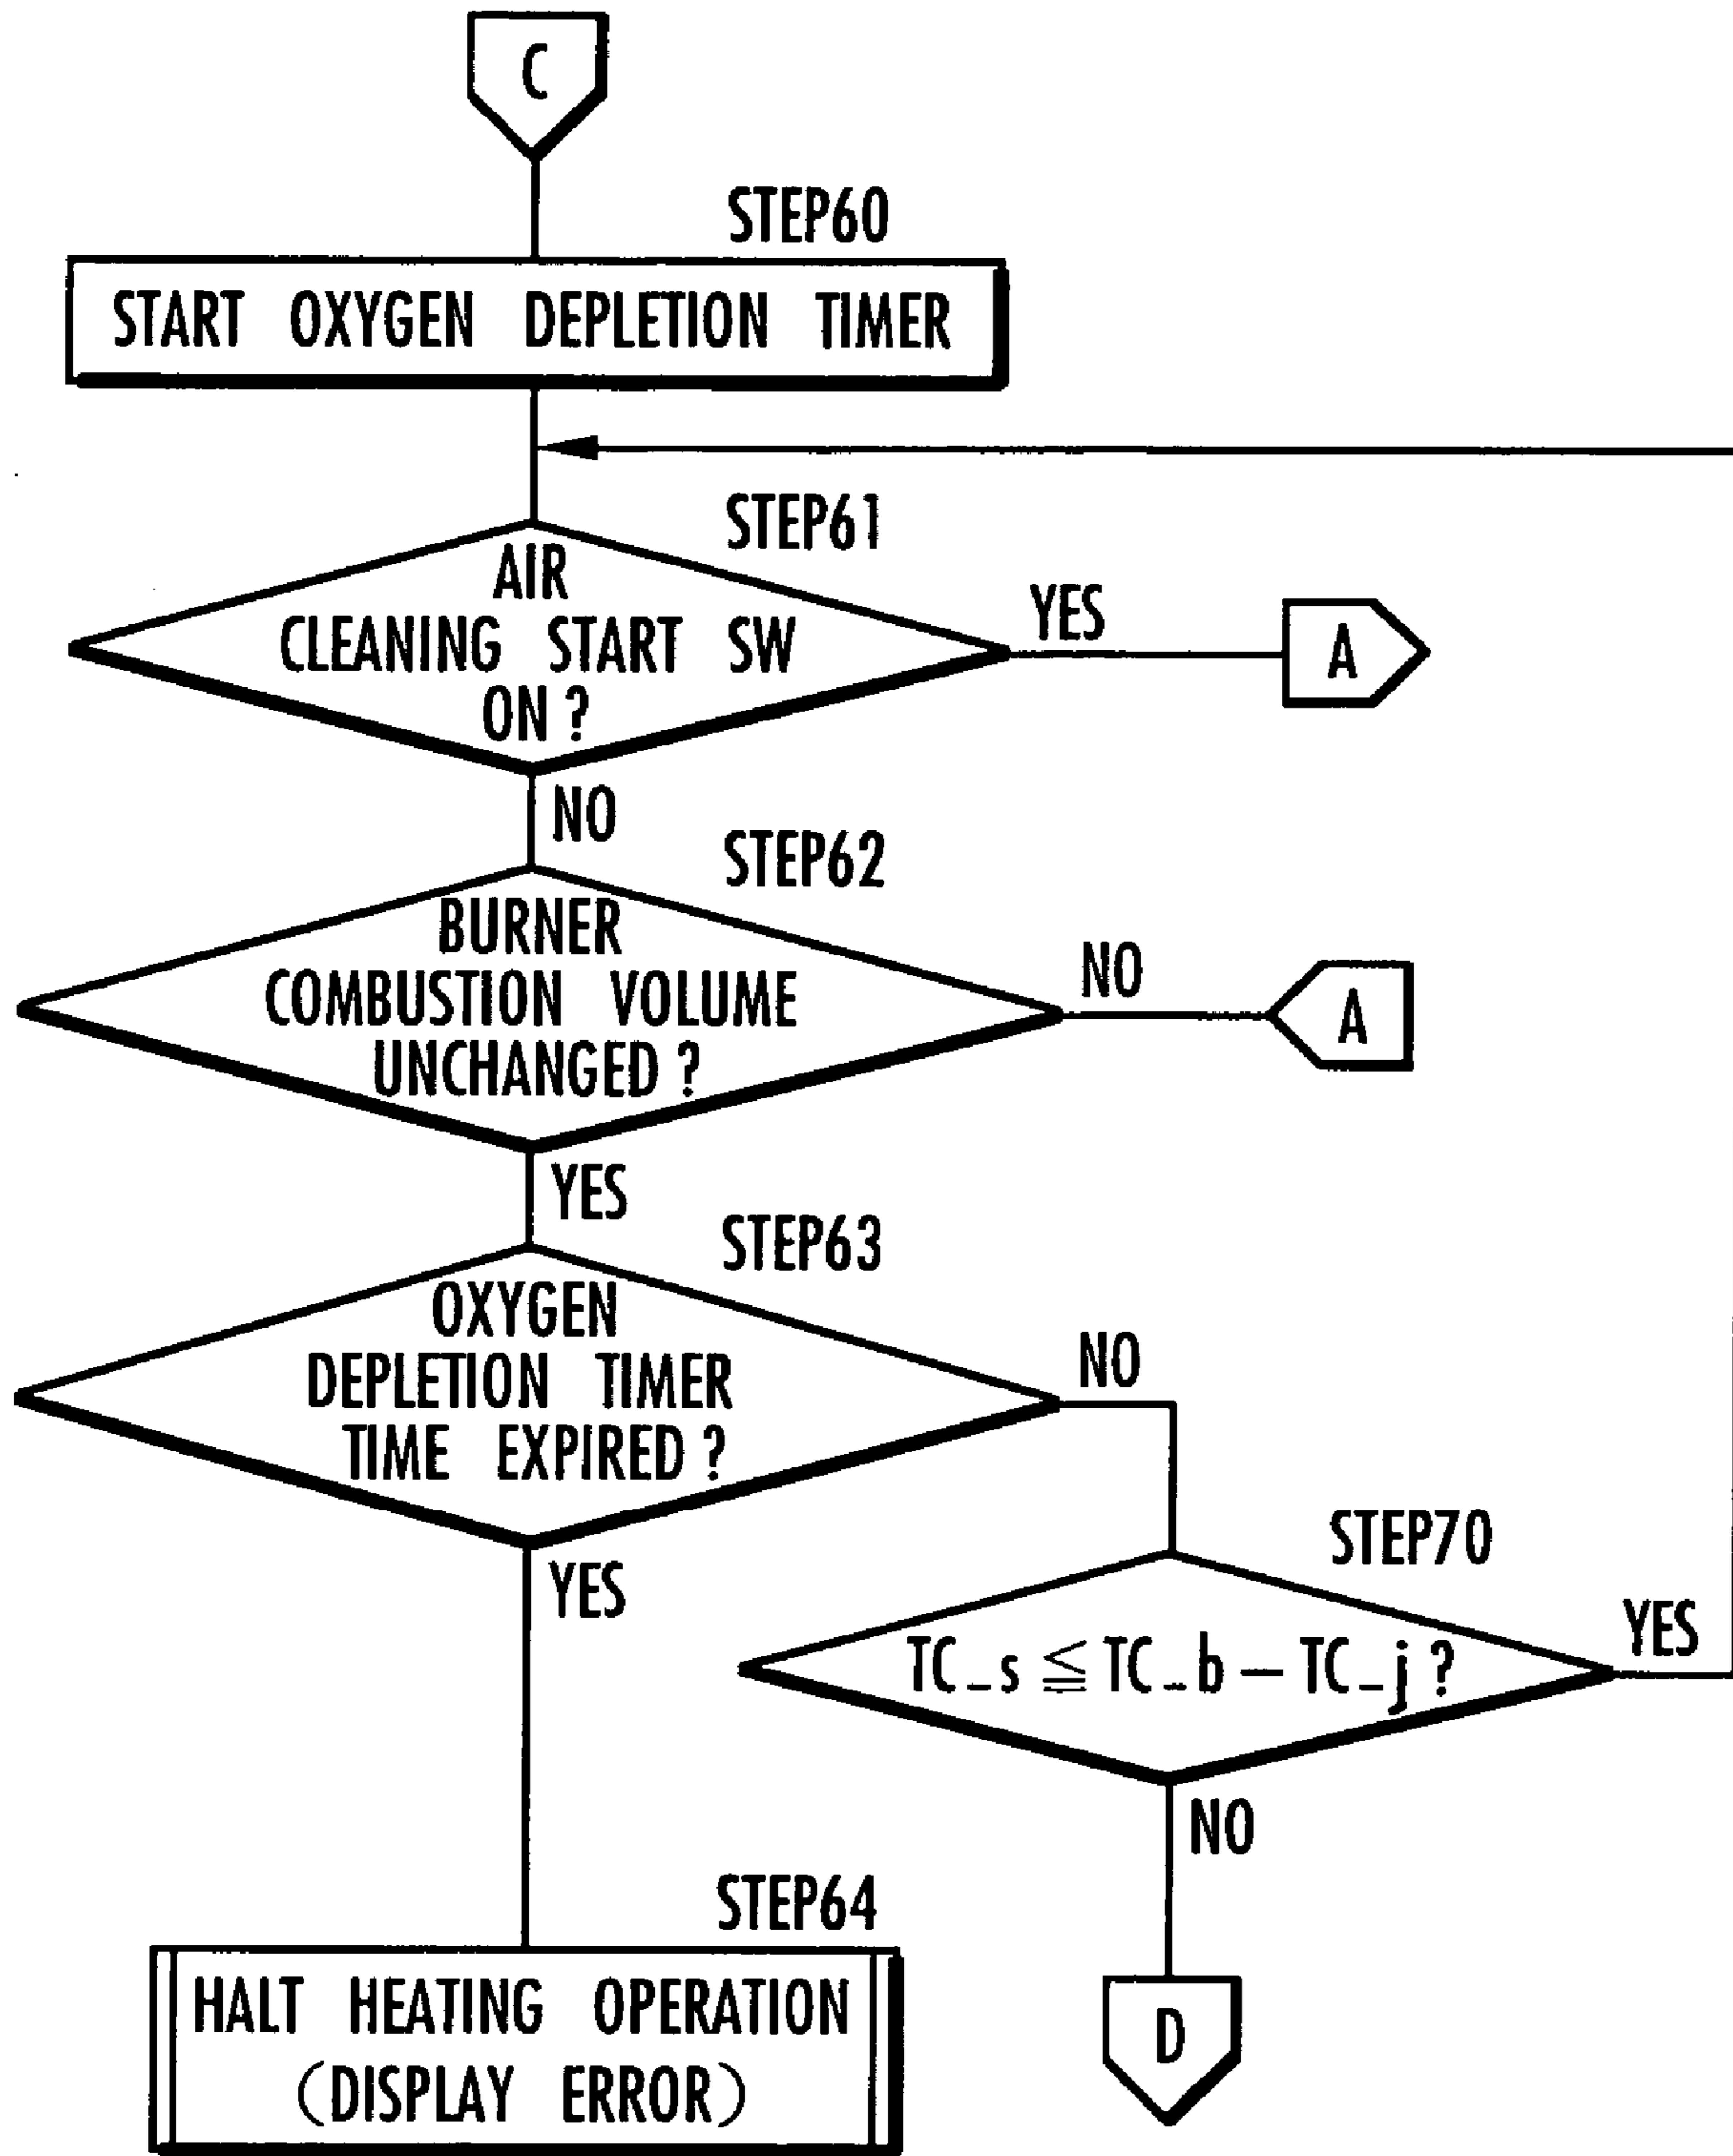 C
STEP60
START OXYGEN DEPLETION TIMER
STEP61
AIR
CLEANING START SW
ON?
YES
A
NO
STEP62
BURNER
COMBUSTION VOLUME
UNCHANGED?
NO
A
YES
STEP63
OXYGEN
DEPLETION TIMER
TIME EXPIRED?
NO
YES
STEP70
TC_s ≦ TC_b − TC_j?
YES
NO
D
STEP64
HALT HEATING OPERATION
(DISPLAY ERROR)